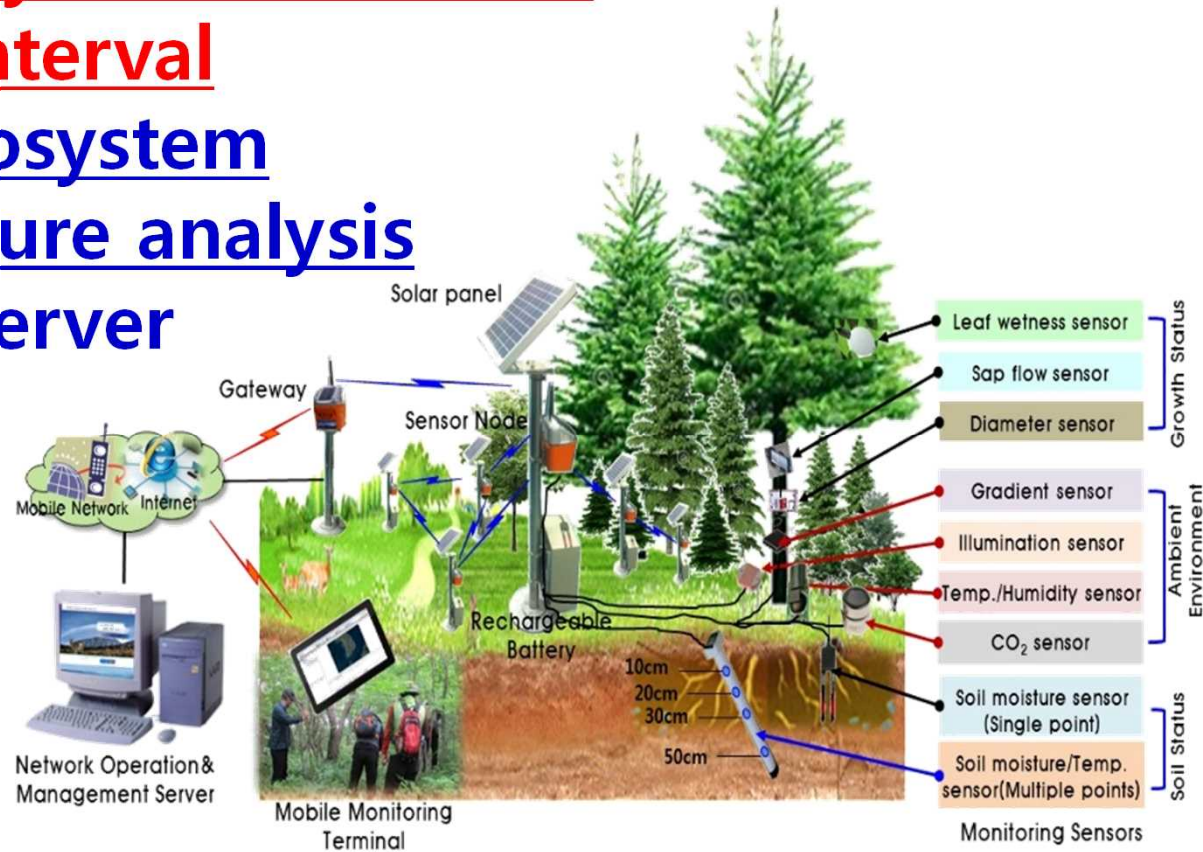 nterval
osystem
ure analysis
erver
Solar panel
Gateway
Sensor Node
Mobile Network
Internet
Rechargeable
Battery
10cm
20cm
30cm
50cm
Network Operation&
Management Server
Mobile Monitoring
Terminal
Leaf wetness sensor
Sap flow sensor
Diameter sensor
Growth Status
Gradient sensor
Illumination sensor
Temp./Humidity sensor
CO₂ sensor
Ambient
Environment
Soil moisture sensor
(Single point)
Soil moisture/Temp.
sensor(Multiple points)
Soil Status
Monitoring Sensors